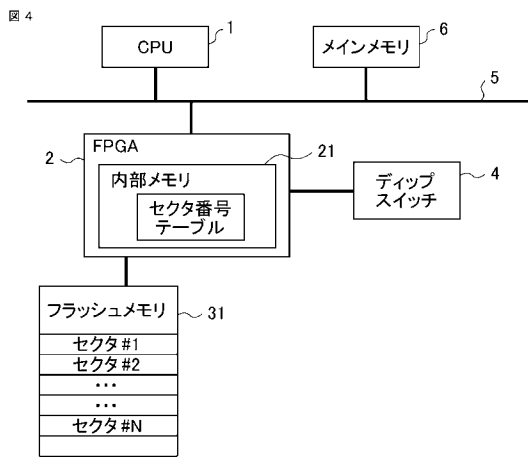 図 4
CPU
1
メインメモリ
6
5
FPGA
2
21
内部メモリ
セクタ番号
テーブル
ディップ
スイッチ
4
フラッシュメモリ
31
セクタ #1
セクタ #2
・・・
・・・
セクタ #N